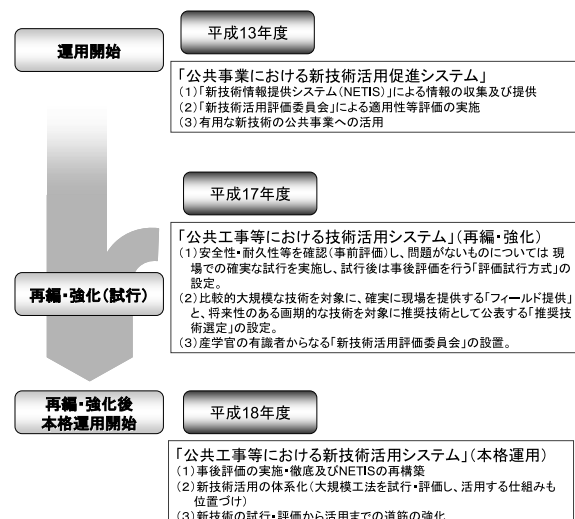 運用開始
平成13年度
「公共事業における新技術活用促進システム」
(1)「新技術情報提供システム(NETIS)」による情報の収集及び提供
(2)「新技術活用評価委員会」による適用性等評価の実施
(3)有用な新技術の公共事業への活用
平成17年度
再編・強化(試行)
「公共工事等における技術活用システム」(再編・強化)
(1)安全性・耐久性等を確認(事前評価)し、問題がないものについては 現
場での確実な試行を実施し、試行後は事後評価を行う「評価試行方式」の
設定。
(2)比較的大規模な技術を対象に、確実に現場を提供する「フィールド提供」
と、将来性のある画期的な技術を対象に推奨技術として公表する「推奨技
術選定」の設定。
(3)産学官の有識者からなる「新技術活用評価委員会」の設置。
再編・強化後
本格運用開始
平成18年度
「公共工事等における新技術活用システム」(本格運用)
(1)事後評価の実施・徹底及びNETISの再構築
(2)新技術活用の体系化(大規模工法を試行・評価し、活用する仕組みも
位置づけ)
(3)新技術の試行・評価から活用までの道筋の強化